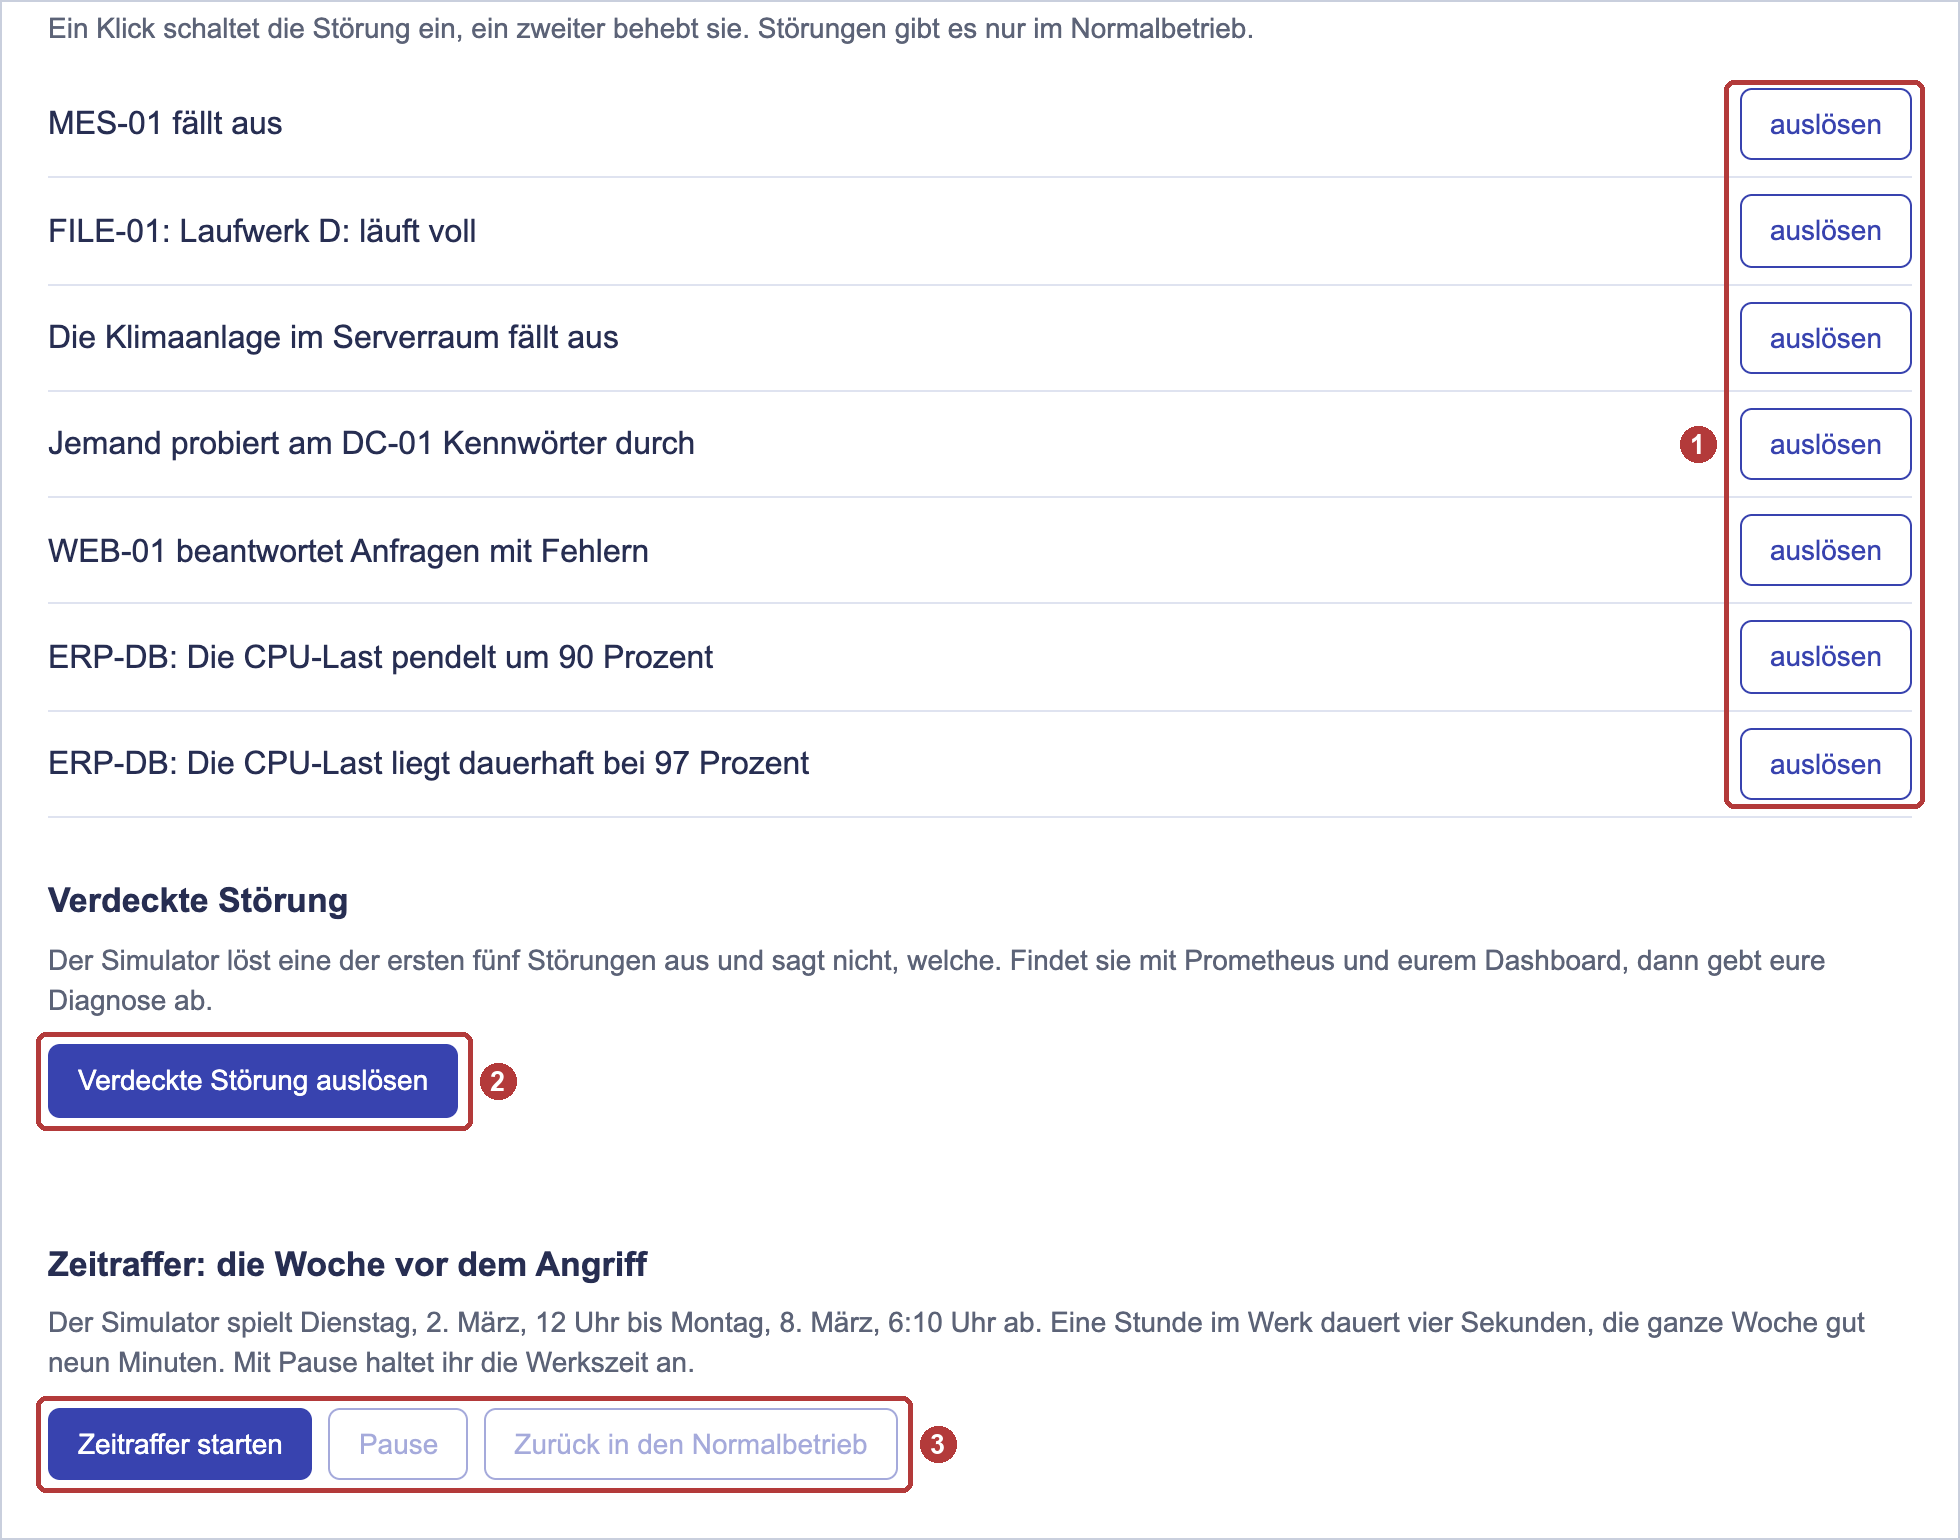 Ein Klick schaltet die Störung ein, ein zweiter behebt sie. Störungen gibt es nur im Normalbetrieb.
MES-01 fällt aus
auslösen
FILE-01: Laufwerk D: läuft voll
auslösen
Die Klimaanlage im Serverraum fällt aus
auslösen
Jemand probiert am DC-01 Kennwörter durch
1
auslösen
WEB-01 beantwortet Anfragen mit Fehlern
auslösen
ERP-DB: Die CPU-Last pendelt um 90 Prozent
auslösen
ERP-DB: Die CPU-Last liegt dauerhaft bei 97 Prozent
auslösen
Verdeckte Störung
Der Simulator löst eine der ersten fünf Störungen aus und sagt nicht, welche. Findet sie mit Prometheus und eurem Dashboard, dann gebt eure
Diagnose ab.
Verdeckte Störung auslösen
2
Zeitraffer: die Woche vor dem Angriff
Der Simulator spielt Dienstag, 2. März, 12 Uhr bis Montag, 8. März, 6:10 Uhr ab. Eine Stunde im Werk dauert vier Sekunden, die ganze Woche gut
neun Minuten. Mit Pause haltet ihr die Werkszeit an.
Zeitraffer starten
Pause
Zurück in den Normalbetrieb
3